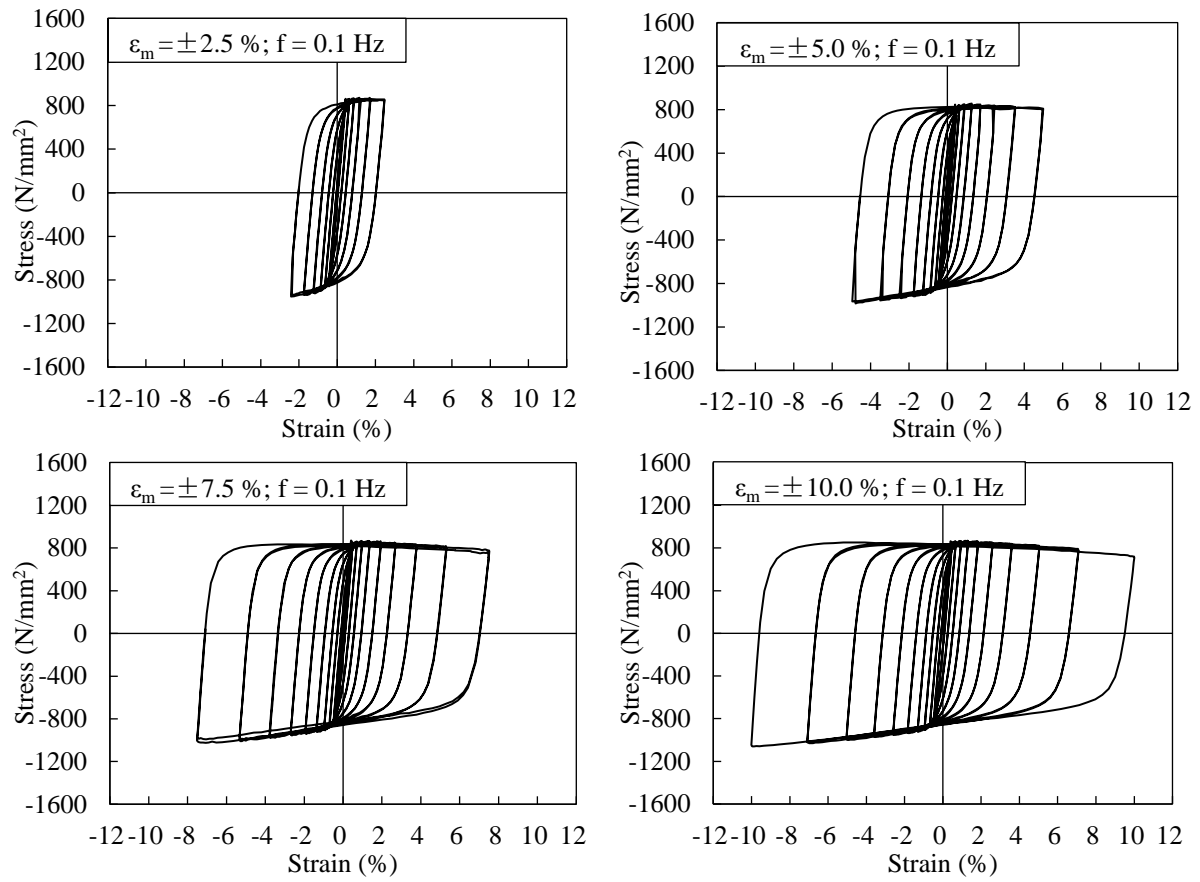 εm = ±2.5 %; f = 0.1 Hz
1600
1200
800
400
0
-400
-800
-1200
-1600
Stress (N/mm²)
-12 -10 -8 -6 -4 -2 0 2 4 6 8 10 12
Strain (%)
εm = ±5.0 %; f = 0.1 Hz
1600
1200
800
400
0
-400
-800
-1200
-1600
Stress (N/mm²)
-12 -10 -8 -6 -4 -2 0 2 4 6 8 10 12
Strain (%)
εm = ±7.5 %; f = 0.1 Hz
1600
1200
800
400
0
-400
-800
-1200
-1600
Stress (N/mm²)
-12 -10 -8 -6 -4 -2 0 2 4 6 8 10 12
Strain (%)
εm = ±10.0 %; f = 0.1 Hz
1600
1200
800
400
0
-400
-800
-1200
-1600
Stress (N/mm²)
-12 -10 -8 -6 -4 -2 0 2 4 6 8 10 12
Strain (%)